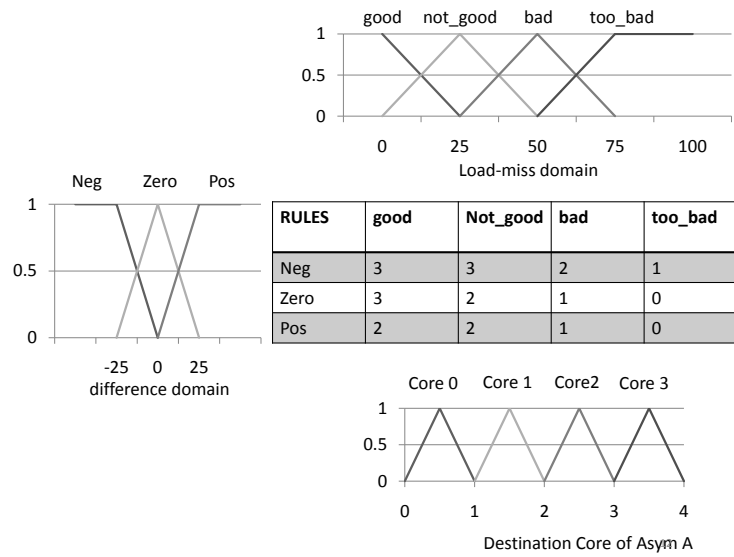 good not_good bad too_bad
1
0.5
0
0 25 50 75 100
Load-miss domain
Neg Zero Pos
1
0.5
0
-25 0 25
difference domain
RULES good Not_good bad too_bad
Neg 3 3 2 1
Zero 3 2 1 0
Pos 2 2 1 0
Core 0 Core 1 Core2 Core 3
1
0.5
0
0 1 2 3 4
Destination Core of Asym A